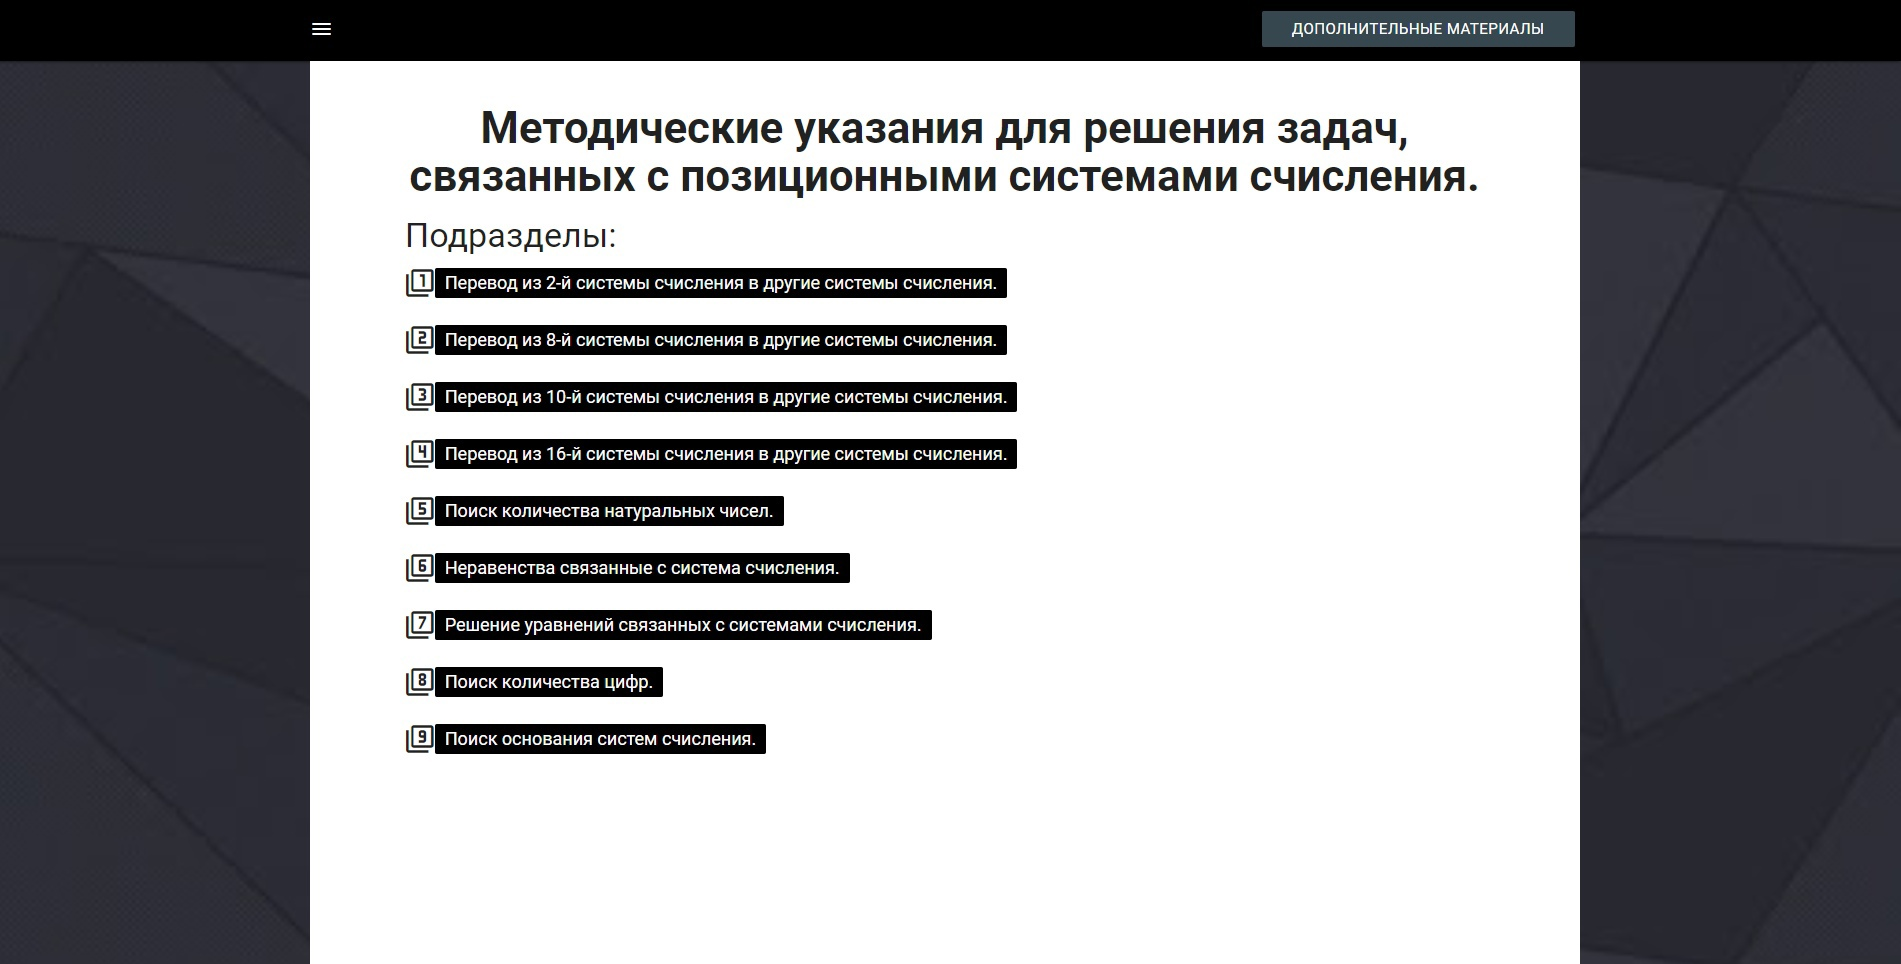 ДОПОЛНИТЕЛЬНЫЕ МАТЕРИАЛЫ
Методические указания для решения задач,
связанных с позиционными системами счисления.
Подразделы:
1 Перевод из 2-й системы счисления в другие системы счисления.
2 Перевод из 8-й системы счисления в другие системы счисления.
3 Перевод из 10-й системы счисления в другие системы счисления.
4 Перевод из 16-й системы счисления в другие системы счисления.
5 Поиск количества натуральных чисел.
6 Неравенства связанные с система счисления.
7 Решение уравнений связанных с системами счисления.
8 Поиск количества цифр.
9 Поиск основания систем счисления.